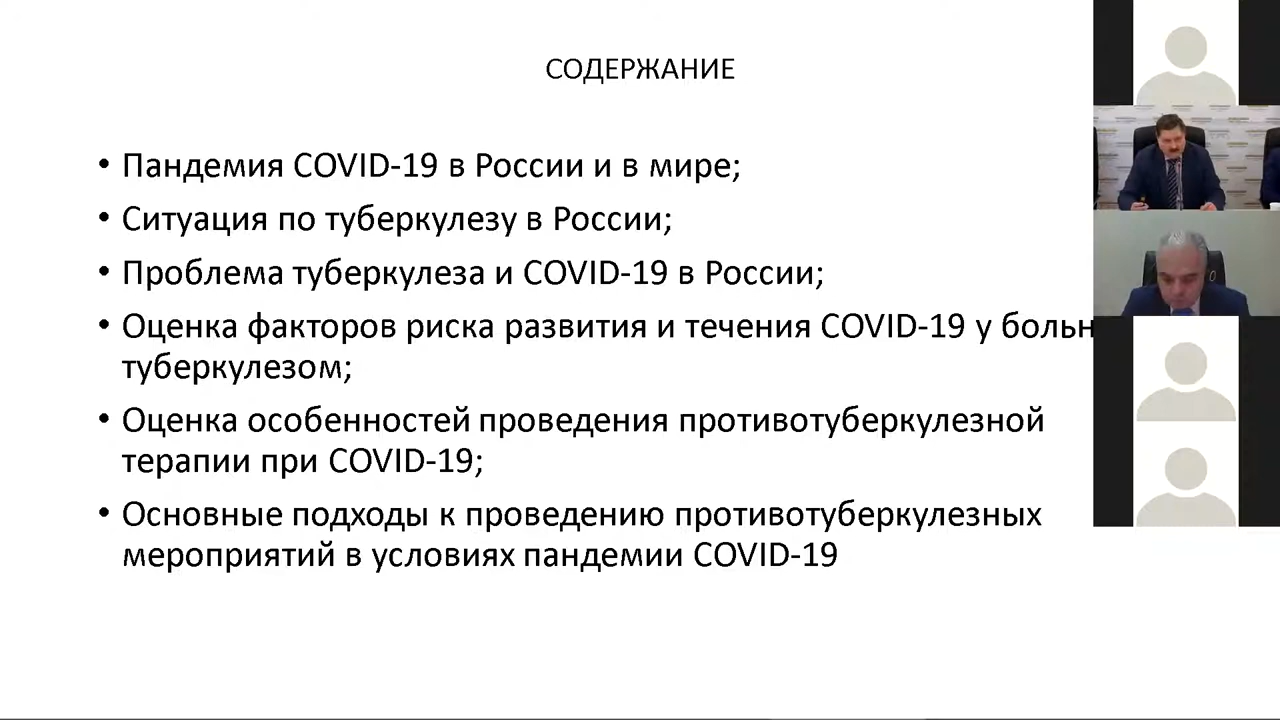 СОДЕРЖАНИЕ
• Пандемия COVID-19 в России и в мире;
• Ситуация по туберкулезу в России;
• Проблема туберкулеза и COVID-19 в России;
• Оценка факторов риска развития и течения COVID-19 у больн
туберкулезом;
• Оценка особенностей проведения противотуберкулезной
терапии при COVID-19;
• Основные подходы к проведению противотуберкулезных
мероприятий в условиях пандемии COVID-19